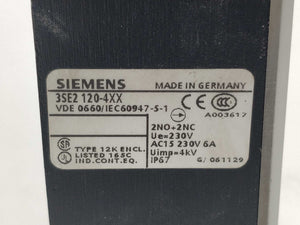 SIEMENS MADE IN GERMANY
3SE2 120-4XX
VDE 0660/IEC60947-5-1
A003617
2NO+2NC
Ue=230V
TYPE 12K ENCL. AC15 230V 6A
LISTED 165C Uimp=4kV
IND.CONT.EQ. IP67 G/ 061129